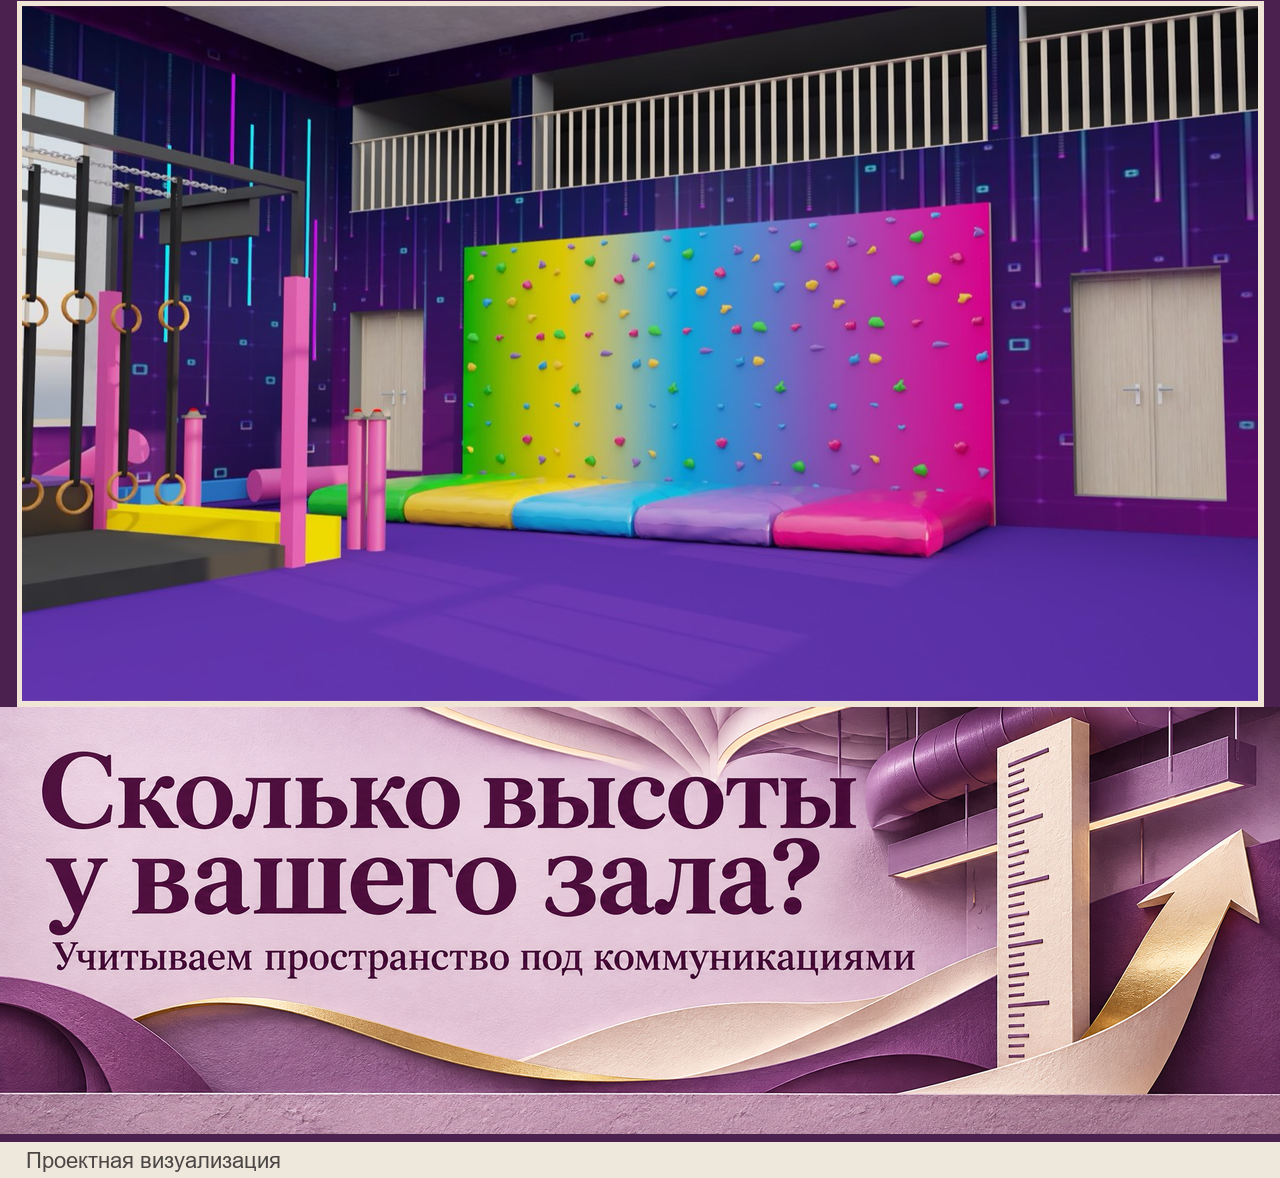 Сколько высоты
у вашего зала?
Учитываем пространство под коммуникациями
Проектная визуализация